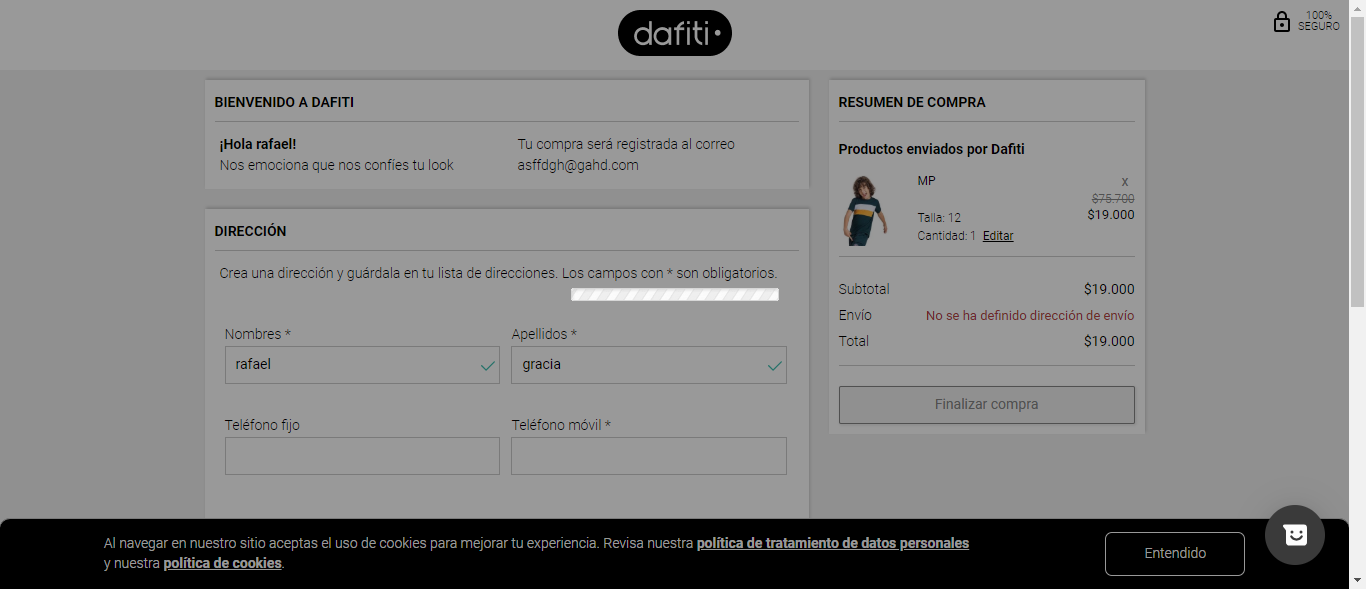 dafiti
100%
SEGURO
BIENVENIDO A DAFITI
¡Hola rafael!
Nos emociona que nos confíes tu look
Tu compra será registrada al correo
asffdgh@gahd.com
DIRECCIÓN
Crea una dirección y guárdala en tu lista de direcciones. Los campos con * son obligatorios.
Nombres *
rafael
Apellidos *
gracia
Teléfono fijo
Teléfono móvil *
RESUMEN DE COMPRA
Productos enviados por Dafiti
MP
X
$75.700
Talla: 12
$19.000
Cantidad: 1 Editar
Subtotal $19.000
Envío No se ha definido dirección de envío
Total $19.000
Finalizar compra
Al navegar en nuestro sitio aceptas el uso de cookies para mejorar tu experiencia. Revisa nuestra política de tratamiento de datos personales
y nuestra política de cookies.
Entendido